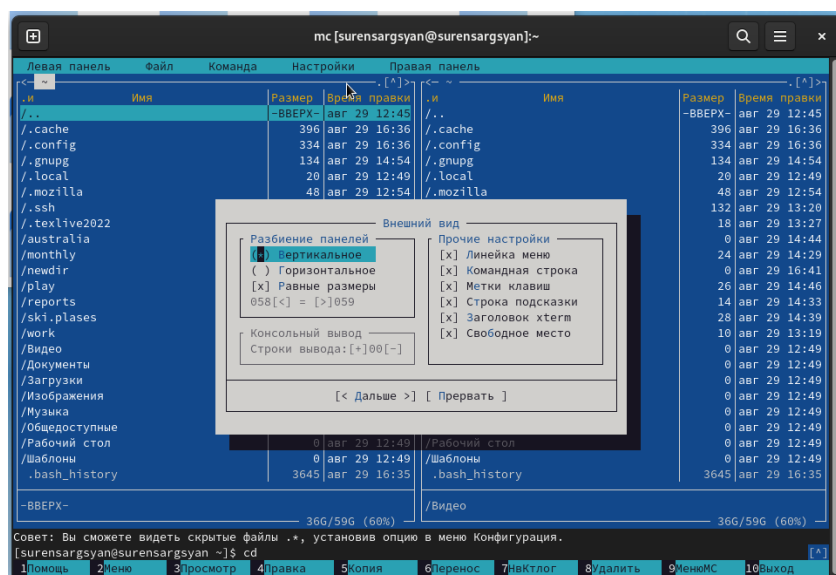 mc [surensargsyan@surensargsyan]:~
Левая панель Файл Команда Настройки Правая панель
<— ~ .[^]> <— ~ .[^]>
.и Имя Размер Время правки .и Имя Размер Время правки
/.. -ВВЕРХ- авг 29 12:45 /.. -ВВЕРХ- авг 29 12:45
/.cache 396 авг 29 16:36 /.cache 396 авг 29 16:36
/.config 334 авг 29 16:36 /.config 334 авг 29 16:36
/.gnupg 134 авг 29 14:54 /.gnupg 134 авг 29 14:54
/.local 20 авг 29 12:49 /.local 20 авг 29 12:49
/.mozilla 48 авг 29 12:54 /.mozilla 48 авг 29 12:54
/.ssh 132 авг 29 13:20
/.texlive2022 Внешний вид 18 авг 29 13:27
/australia Разбиение панелей Прочие настройки 0 авг 29 14:44
/monthly (*) Вертикальное [x] Линейка меню 24 авг 29 14:29
/newdir ( ) Горизонтальное [x] Командная строка 0 авг 29 16:41
/play [x] Равные размеры [x] Метки клавиш 26 авг 29 14:46
/reports 058[<] = [>]059 [x] Строка подсказки 14 авг 29 14:33
/ski.plases [x] Заголовок xterm 28 авг 29 14:39
/work Консольный вывод [x] Свободное место 10 авг 29 13:19
/Видео Строки вывода:[+]00[-] 0 авг 29 12:49
/Документы 0 авг 29 12:49
/Загрузки 0 авг 29 12:49
/Изображения [< Дальше >] [ Прервать ] 0 авг 29 12:49
/Музыка 0 авг 29 12:49
/Общедоступные 0 авг 29 12:49
/Рабочий стол 0 авг 29 12:49 /Рабочий стол 0 авг 29 12:49
/Шаблоны 0 авг 29 12:49 /Шаблоны 0 авг 29 12:49
.bash_history 3645 авг 29 16:35 .bash_history 3645 авг 29 16:35
-ВВЕРХ- /Видео
36G/59G (60%) 36G/59G (60%)
Совет: Вы сможете видеть скрытые файлы .*, установив опцию в меню Конфигурация.
[surensargsyan@surensargsyan ~]$ cd [^]
1Помощь 2Меню 3Просмотр 4Правка 5Копия 6Перенос 7НвКтлог 8Удалить 9МенюMC 10Выход